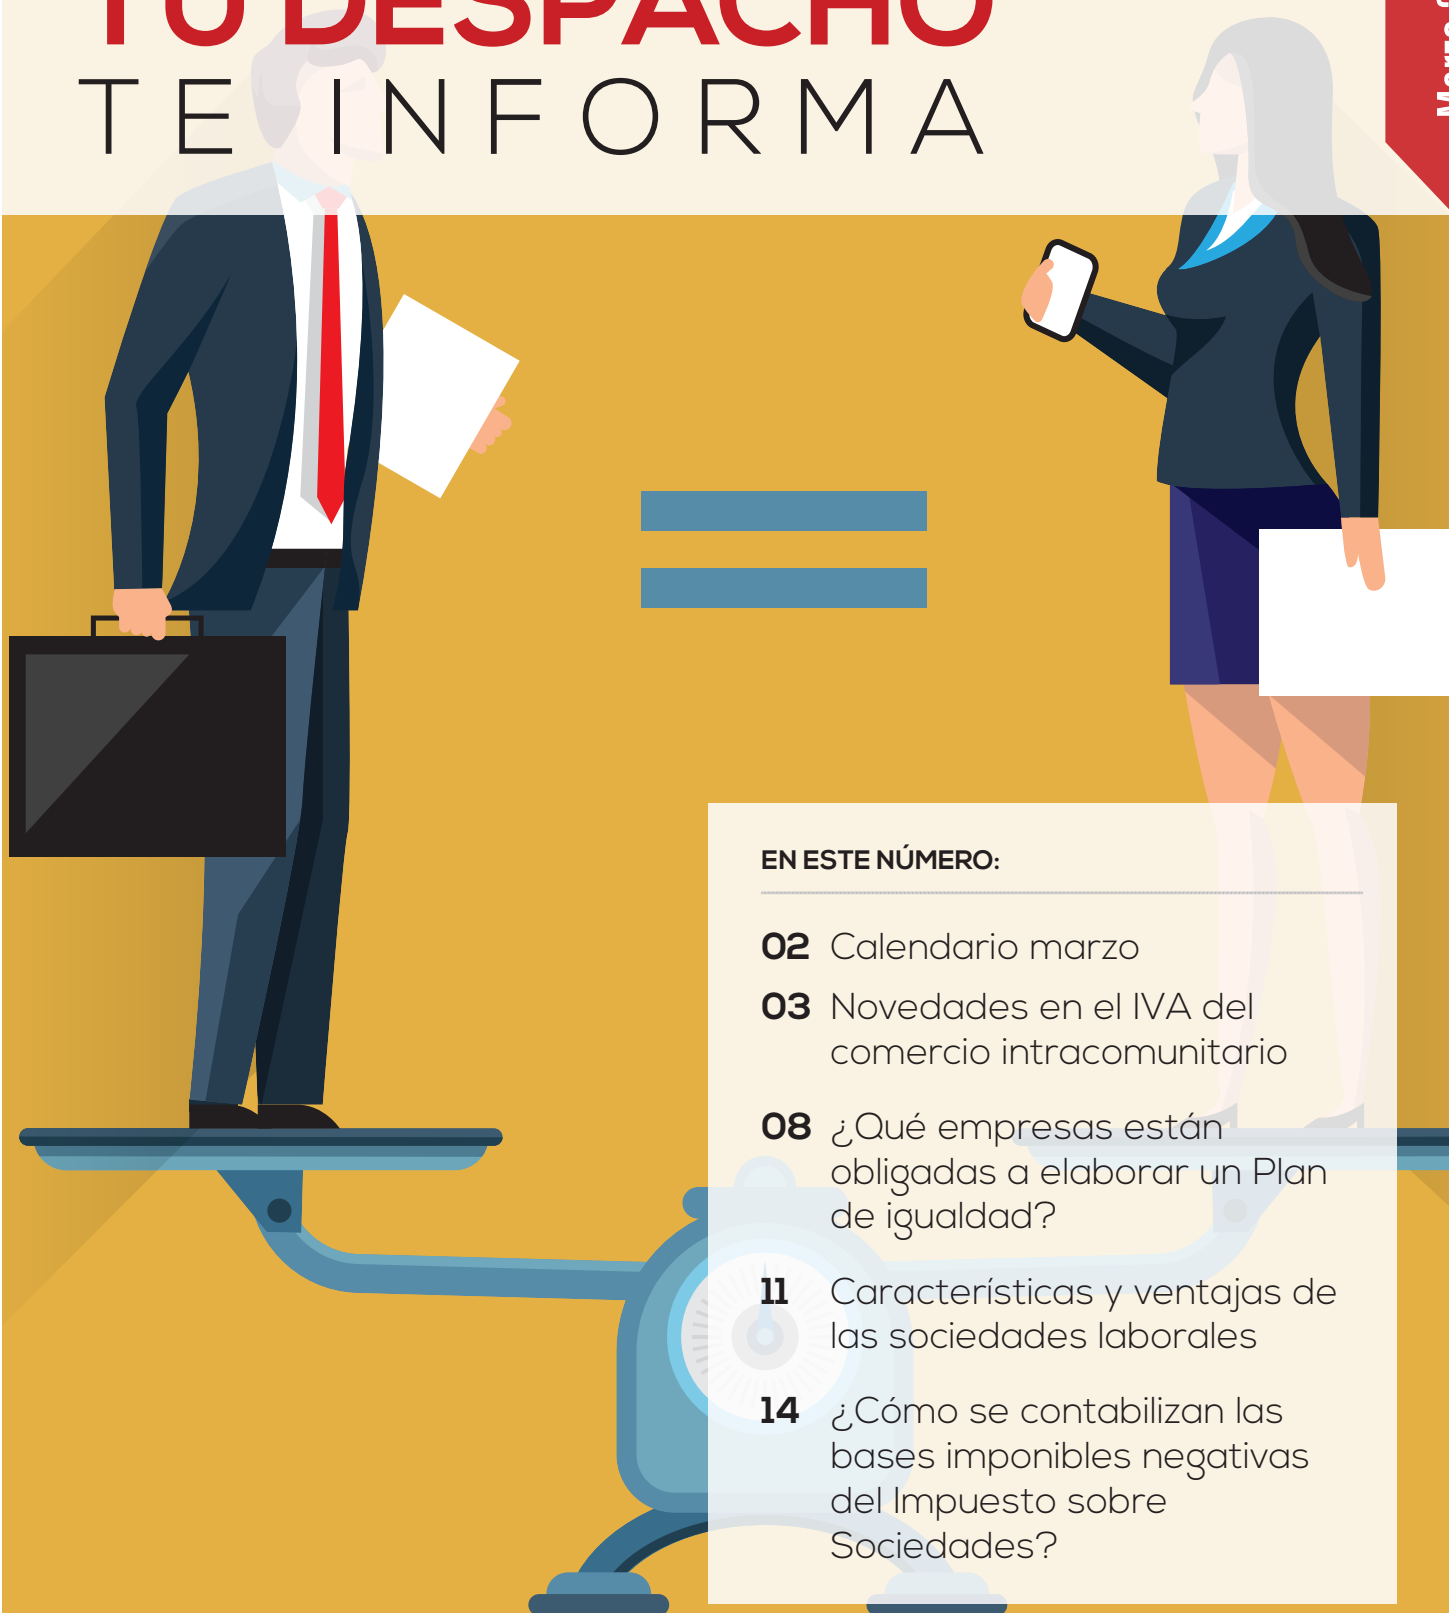 TU DESPACHO
TE INFORMA
Marzo
EN ESTE NÚMERO:
02 Calendario marzo
03 Novedades en el IVA del
comercio intracomunitario
08 ¿Qué empresas están
obligadas a elaborar un Plan
de igualdad?
11 Características y ventajas de
las sociedades laborales
14 ¿Cómo se contabilizan las
bases imponibles negativas
del Impuesto sobre
Sociedades?